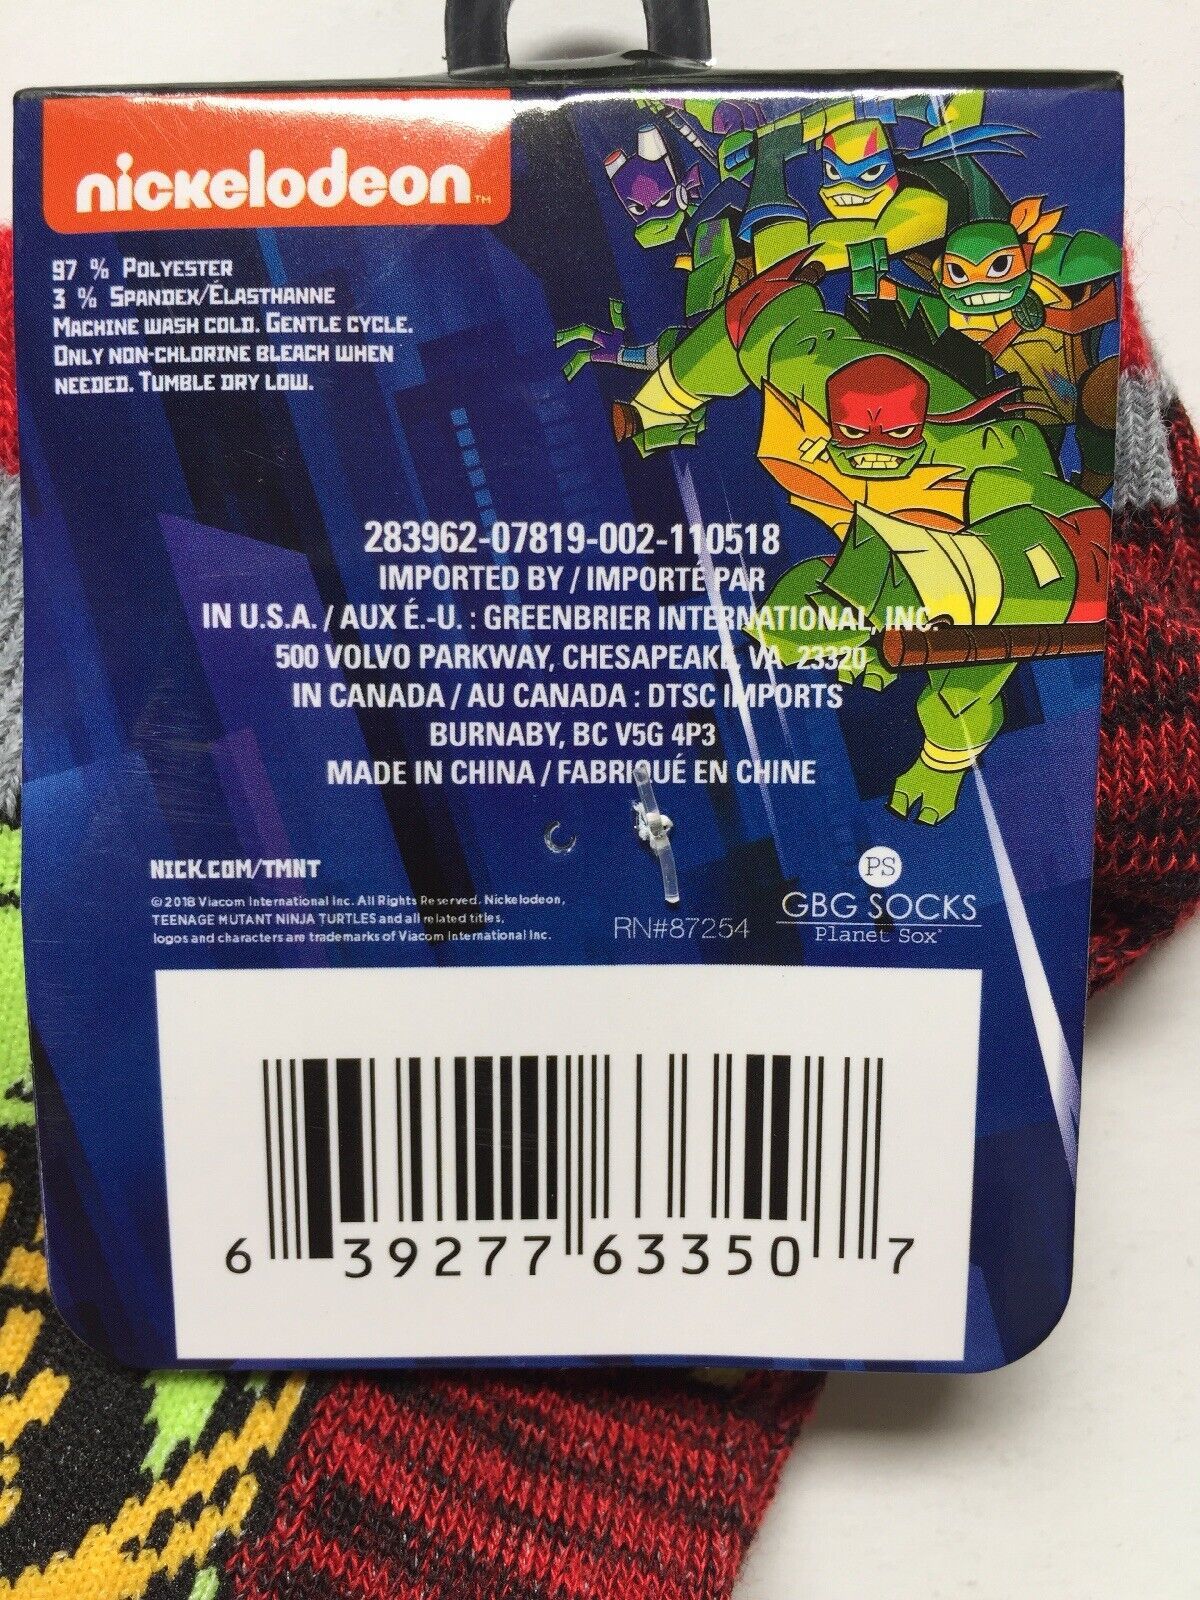 nickelodeon™
97 % Polyester
3 % Spandex/Élasthanne
Machine wash cold. Gentle cycle.
Only non-chlorine bleach when
needed. Tumble dry low.
283962-07819-002-110518
IMPORTED BY / IMPORTÉ PAR
IN U.S.A. / AUX É.-U. : GREENBRIER INTERNATIONAL, INC.
500 VOLVO PARKWAY, CHESAPEAKE, VA 23320
IN CANADA / AU CANADA : DTSC IMPORTS
BURNABY, BC V5G 4P3
MADE IN CHINA / FABRIQUÉ EN CHINE
NICK.COM/TMNT
©2018 Viacom International Inc. All Rights Reserved. Nickelodeon,
TEENAGE MUTANT NINJA TURTLES and all related titles,
logos and characters are trademarks of Viacom International Inc.
RN#87254
PS
GBG SOCKS
Planet Sox
6 39277 63350 7